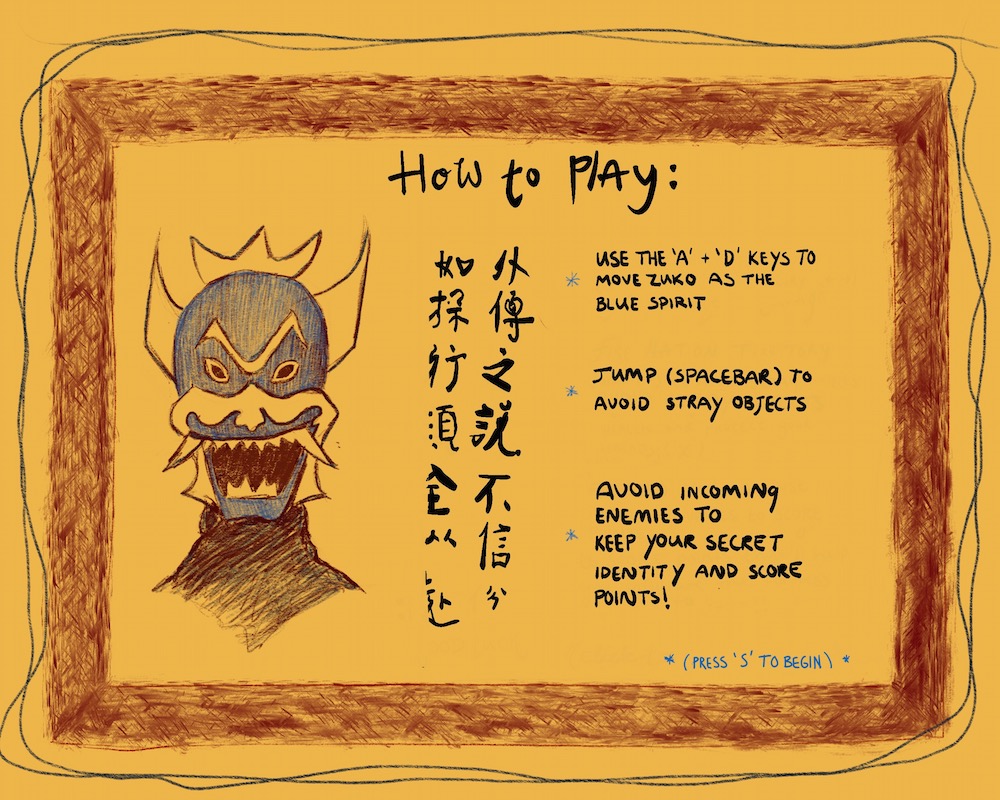 How to PlAy:
外傳之說不信兮
如探行須全从赴
USE THE 'A' + 'D' KEYS TO
MOVE ZUKO AS THE
BLUE SPIRIT
JUMP (SPACEBAR) TO
AVOID STRAY OBJECTS
AVOID INCOMING
ENEMIES TO
KEEP YOUR SECRET
IDENTITY AND SCORE
POINTS!
* (PRESS 'S' TO BEGIN) *